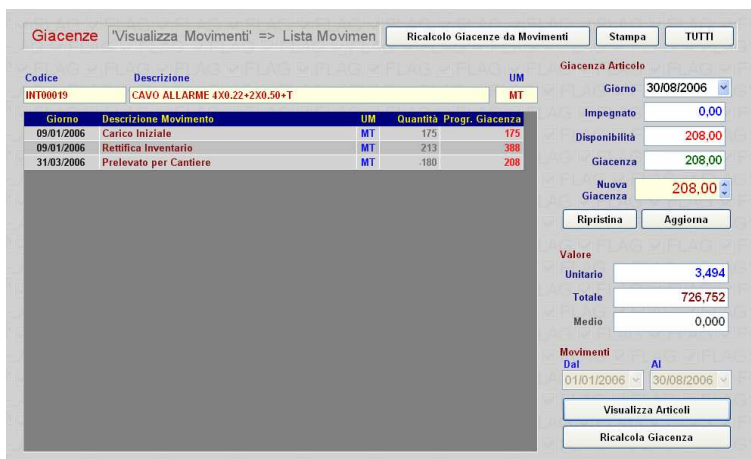 Giacenze 'Visualizza Movimenti' => Lista Movimen Ricalcolo Giacenze da Movimenti Stampa TUTTI
Codice Descrizione UM
INT00019 CAVO ALLARME 4X0.22+2X0.50+T MT
Giorno Descrizione Movimento UM Quantità Progr. Giacenza
09/01/2006 Carico Iniziale MT 175 175
09/01/2006 Rettifica Inventario MT 213 388
31/03/2006 Prelevato per Cantiere MT -180 208
Giacenza Articolo
Giorno 30/08/2006
Impegnato 0,00
Disponibilità 208,00
Giacenza 208,00
Nuova Giacenza 208,00
Ripristina Aggiorna
Valore
Unitario 3,494
Totale 726,752
Medio 0,000
Movimenti
Dal Al
01/01/2006 30/08/2006
Visualizza Articoli
Ricalcola Giacenza